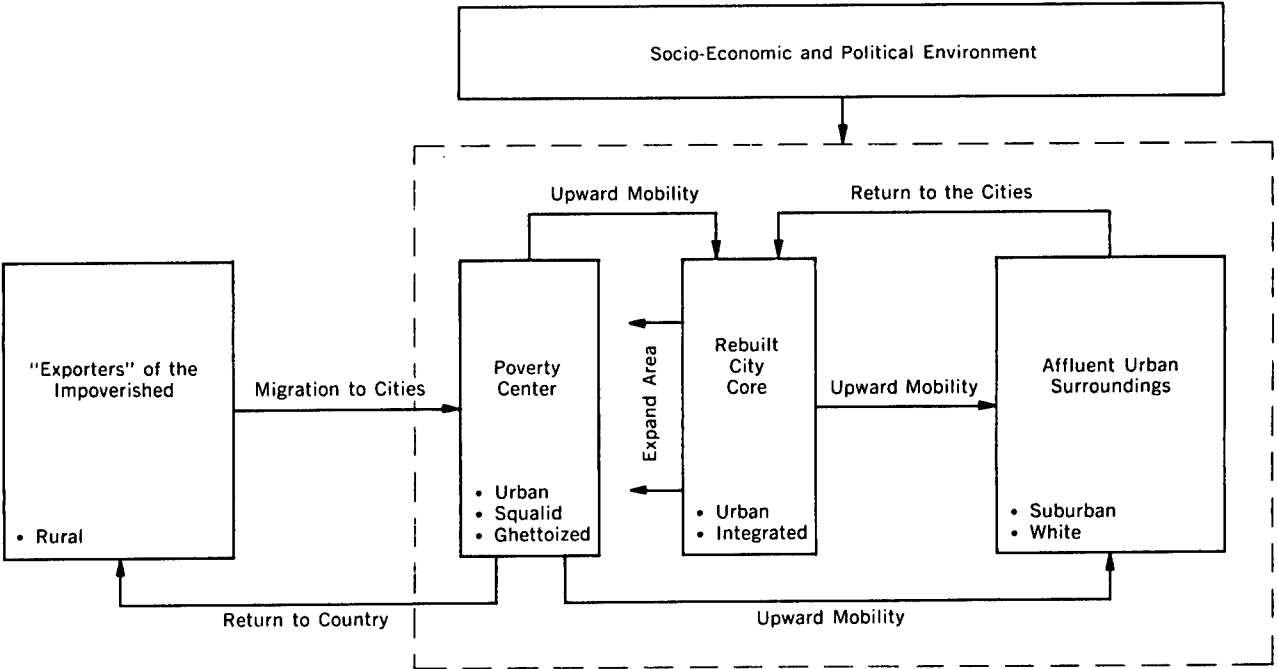 Socio-Economic and Political Environment
Upward Mobility
Return to the Cities
"Exporters" of the
Impoverished
• Rural
Migration to Cities
Poverty
Center
• Urban
• Squalid
• Ghettoized
Expand Area
Rebuilt
City
Core
• Urban
• Integrated
Upward Mobility
Affluent Urban
Surroundings
• Suburban
• White
Return to Country
Upward Mobility